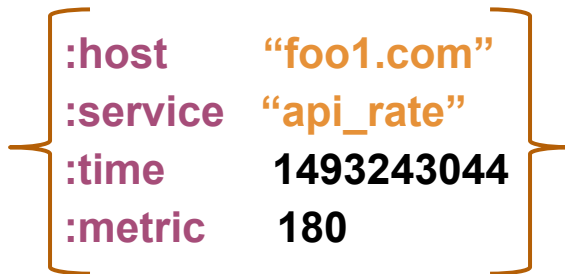 :host “foo1.com”
:service “api_rate”
:time 1493243044
:metric 180